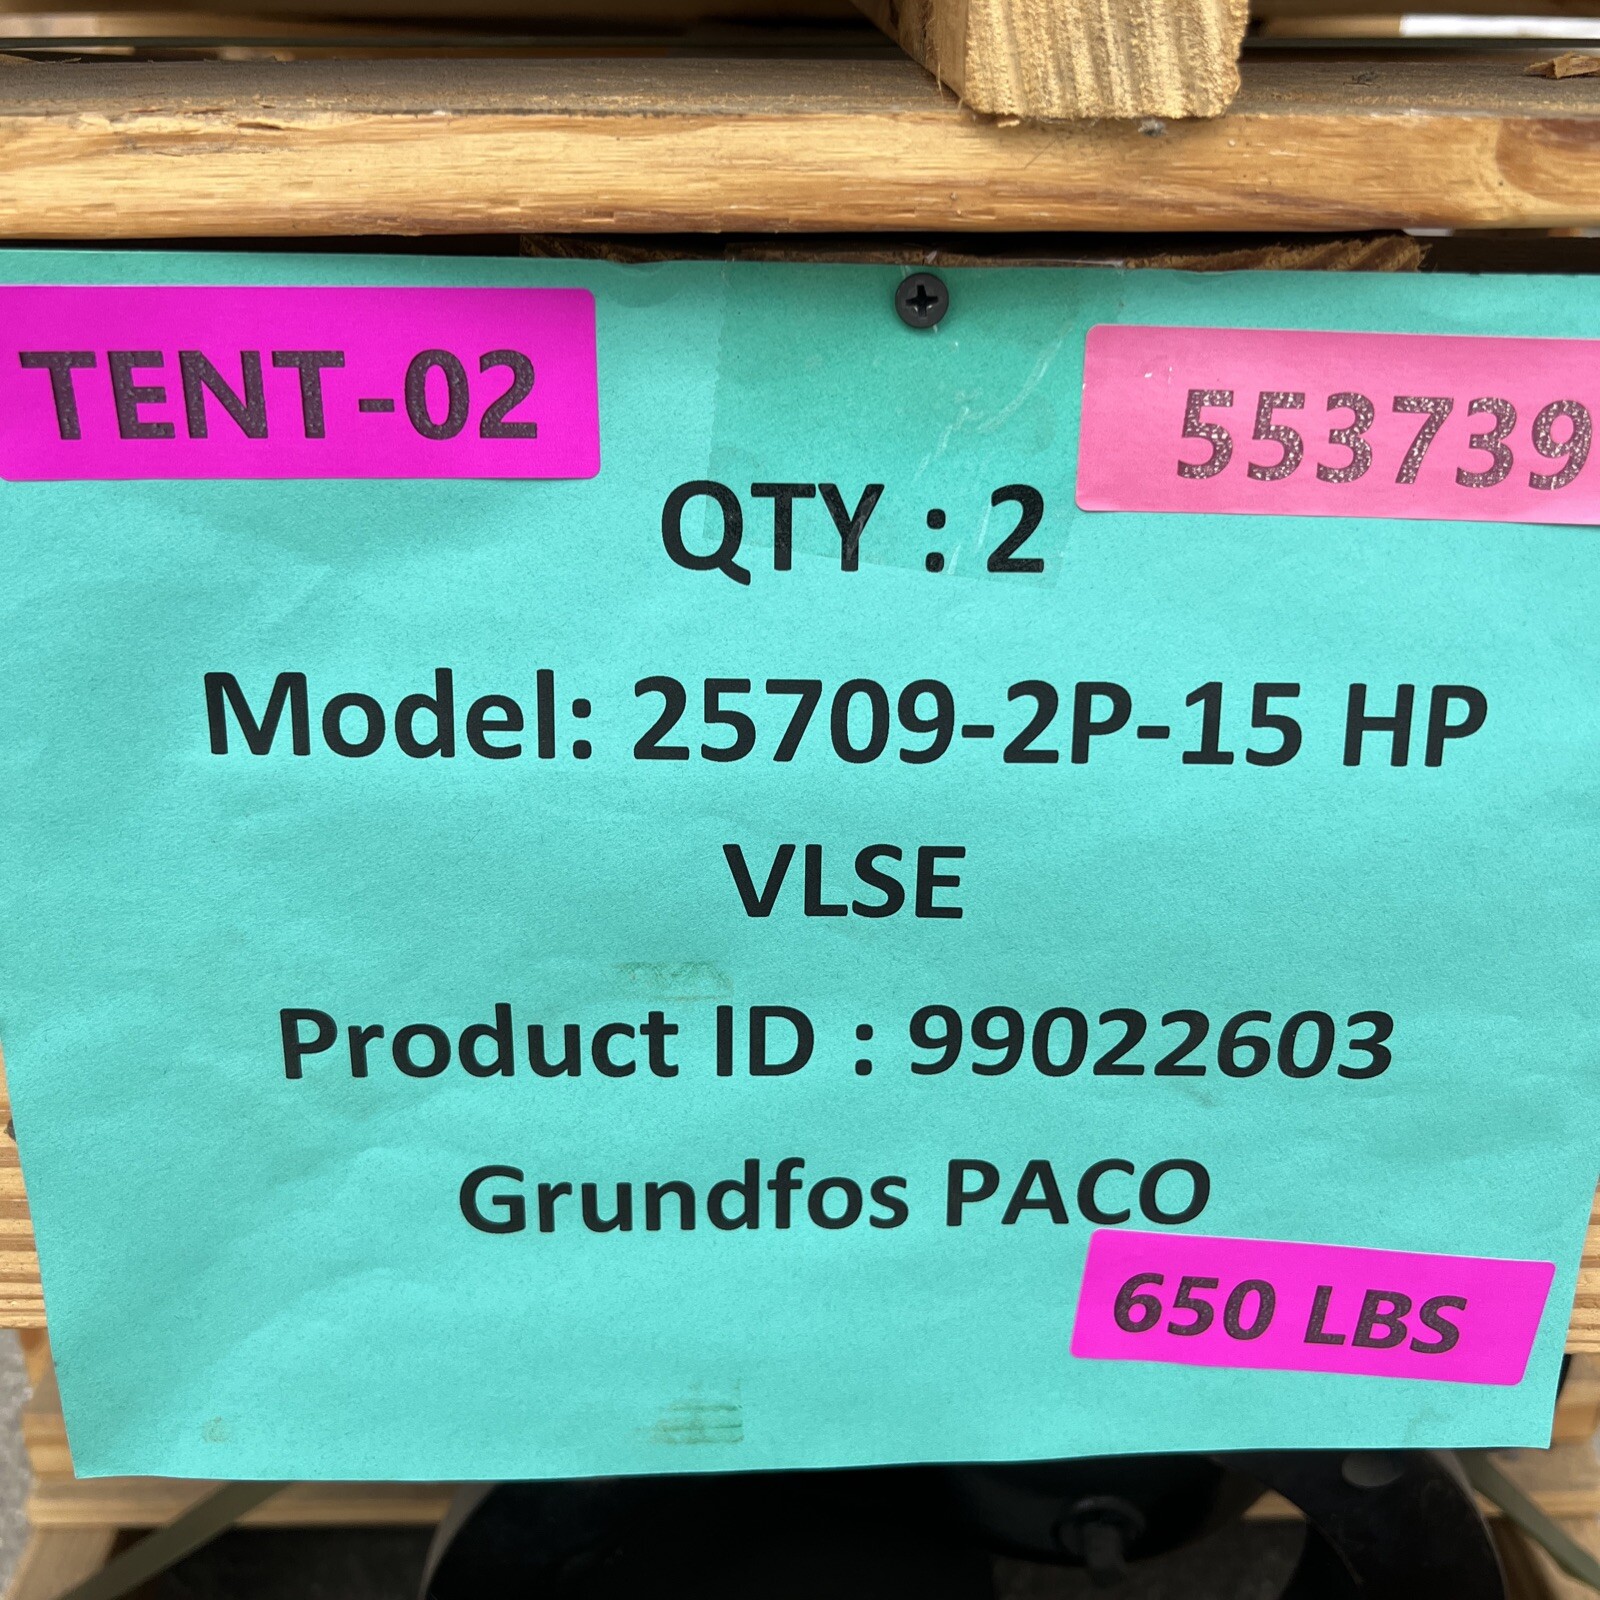 TENT-02
553739
QTY : 2
Model: 25709-2P-15 HP
VLSE
Product ID : 99022603
Grundfos PACO
650 LBS